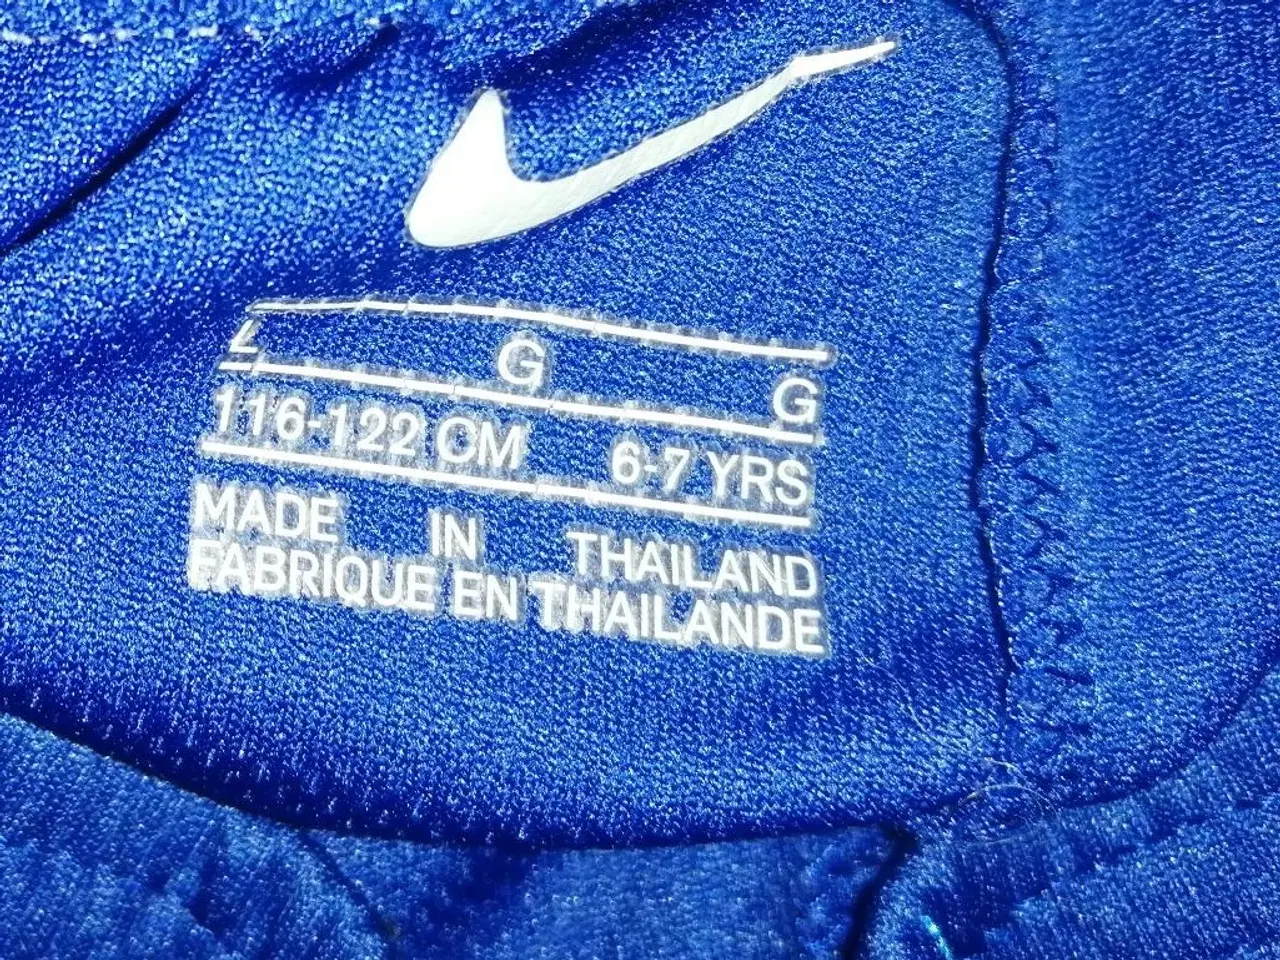 L G G
116-122 CM 6-7 YRS
MADE IN THAILAND
FABRIQUE EN THAILANDE